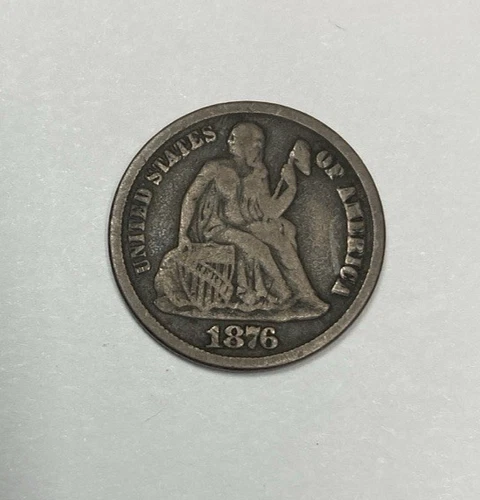 UNITED STATES OF AMERICA
1876